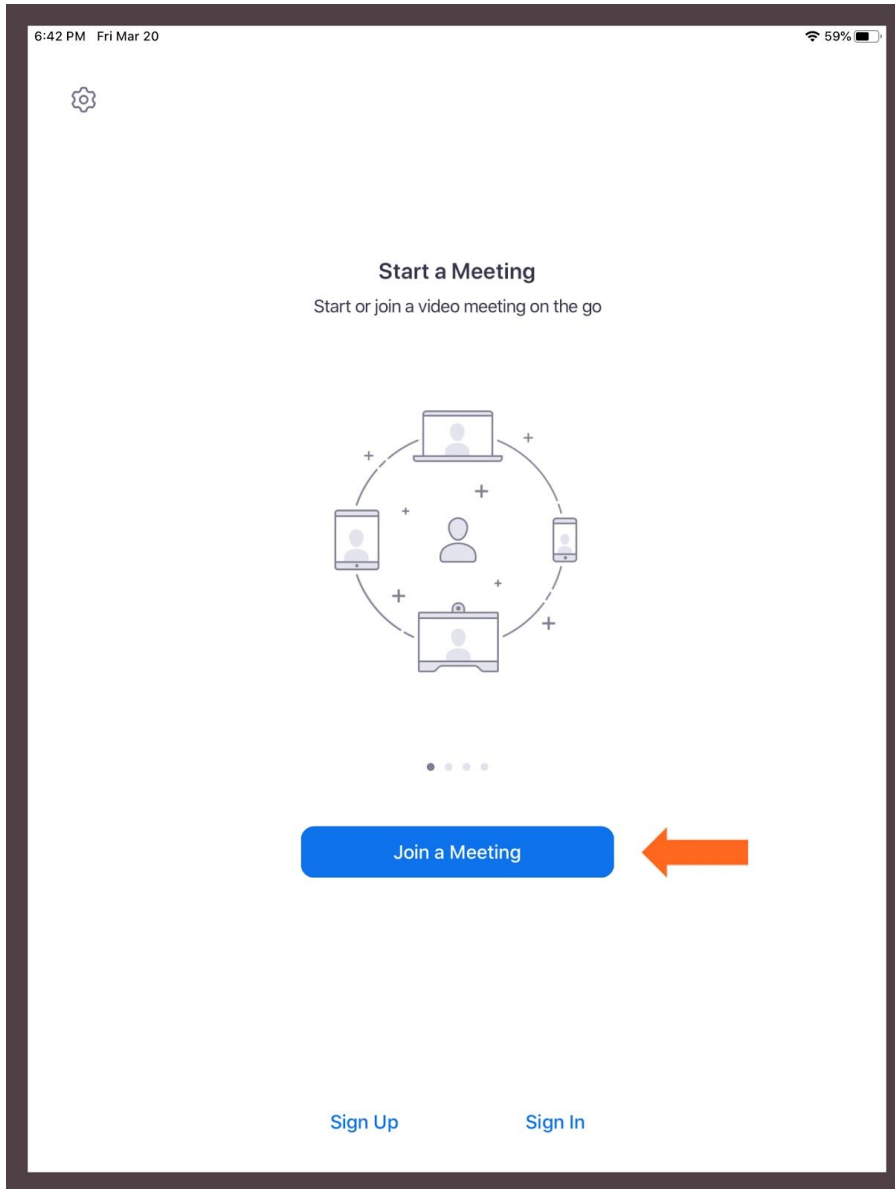 6:42 PM Fri Mar 20 59%
Start a Meeting
Start or join a video meeting on the go
Join a Meeting
Sign Up Sign In